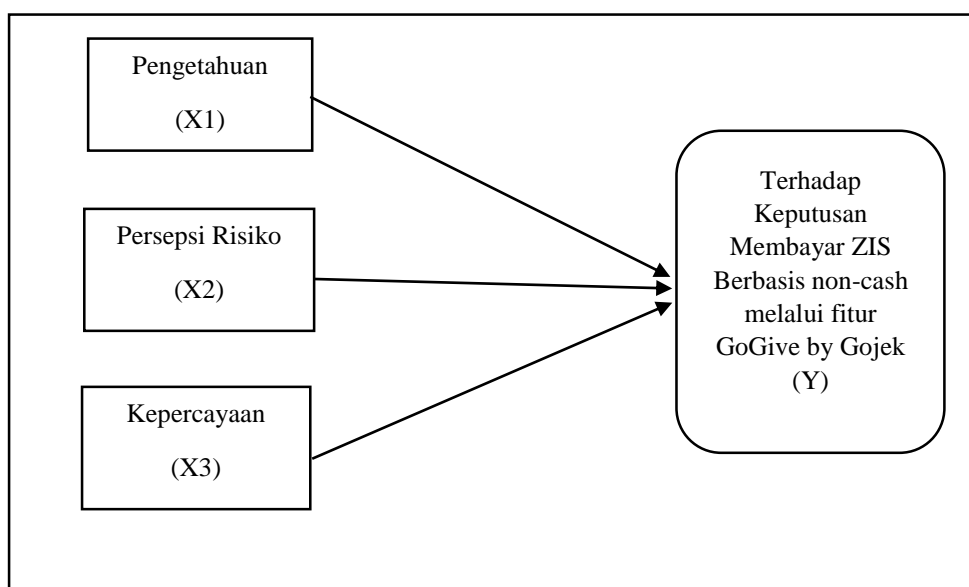 Pengetahuan
(X1)
Persepsi Risiko
(X2)
Kepercayaan
(X3)
Terhadap
Keputusan
Membayar ZIS
Berbasis non-cash
melalui fitur
GoGive by Gojek
(Y)